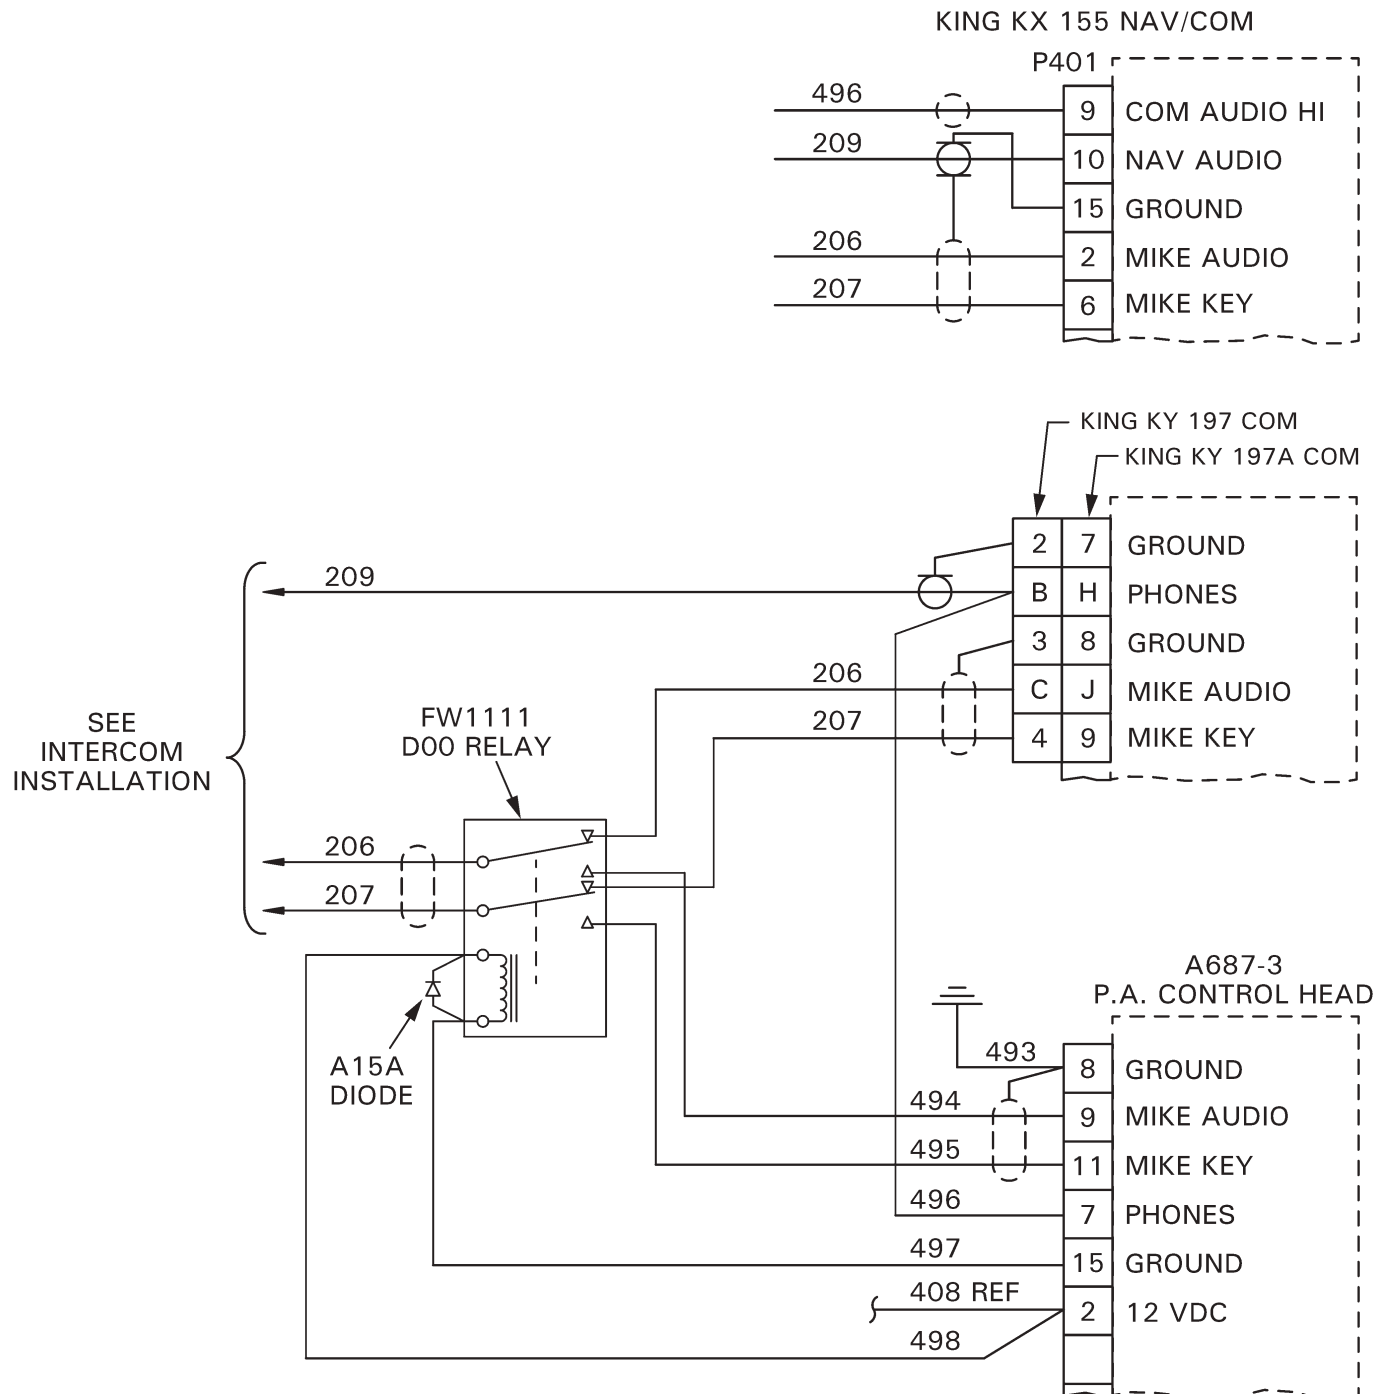 KING KX 155 NAV/COM
P401
496
9 COM AUDIO HI
209
10 NAV AUDIO
15 GROUND
206
2 MIKE AUDIO
207
6 MIKE KEY
KING KY 197 COM
KING KY 197A COM
2 7 GROUND
209
B H PHONES
3 8 GROUND
206
C J MIKE AUDIO
207
4 9 MIKE KEY
SEE
INTERCOM
INSTALLATION
FW1111
D00 RELAY
206
207
A15A
DIODE
A687-3
P.A. CONTROL HEAD
493
8 GROUND
494
9 MIKE AUDIO
495
11 MIKE KEY
496
7 PHONES
497
15 GROUND
408 REF
2 12 VDC
498